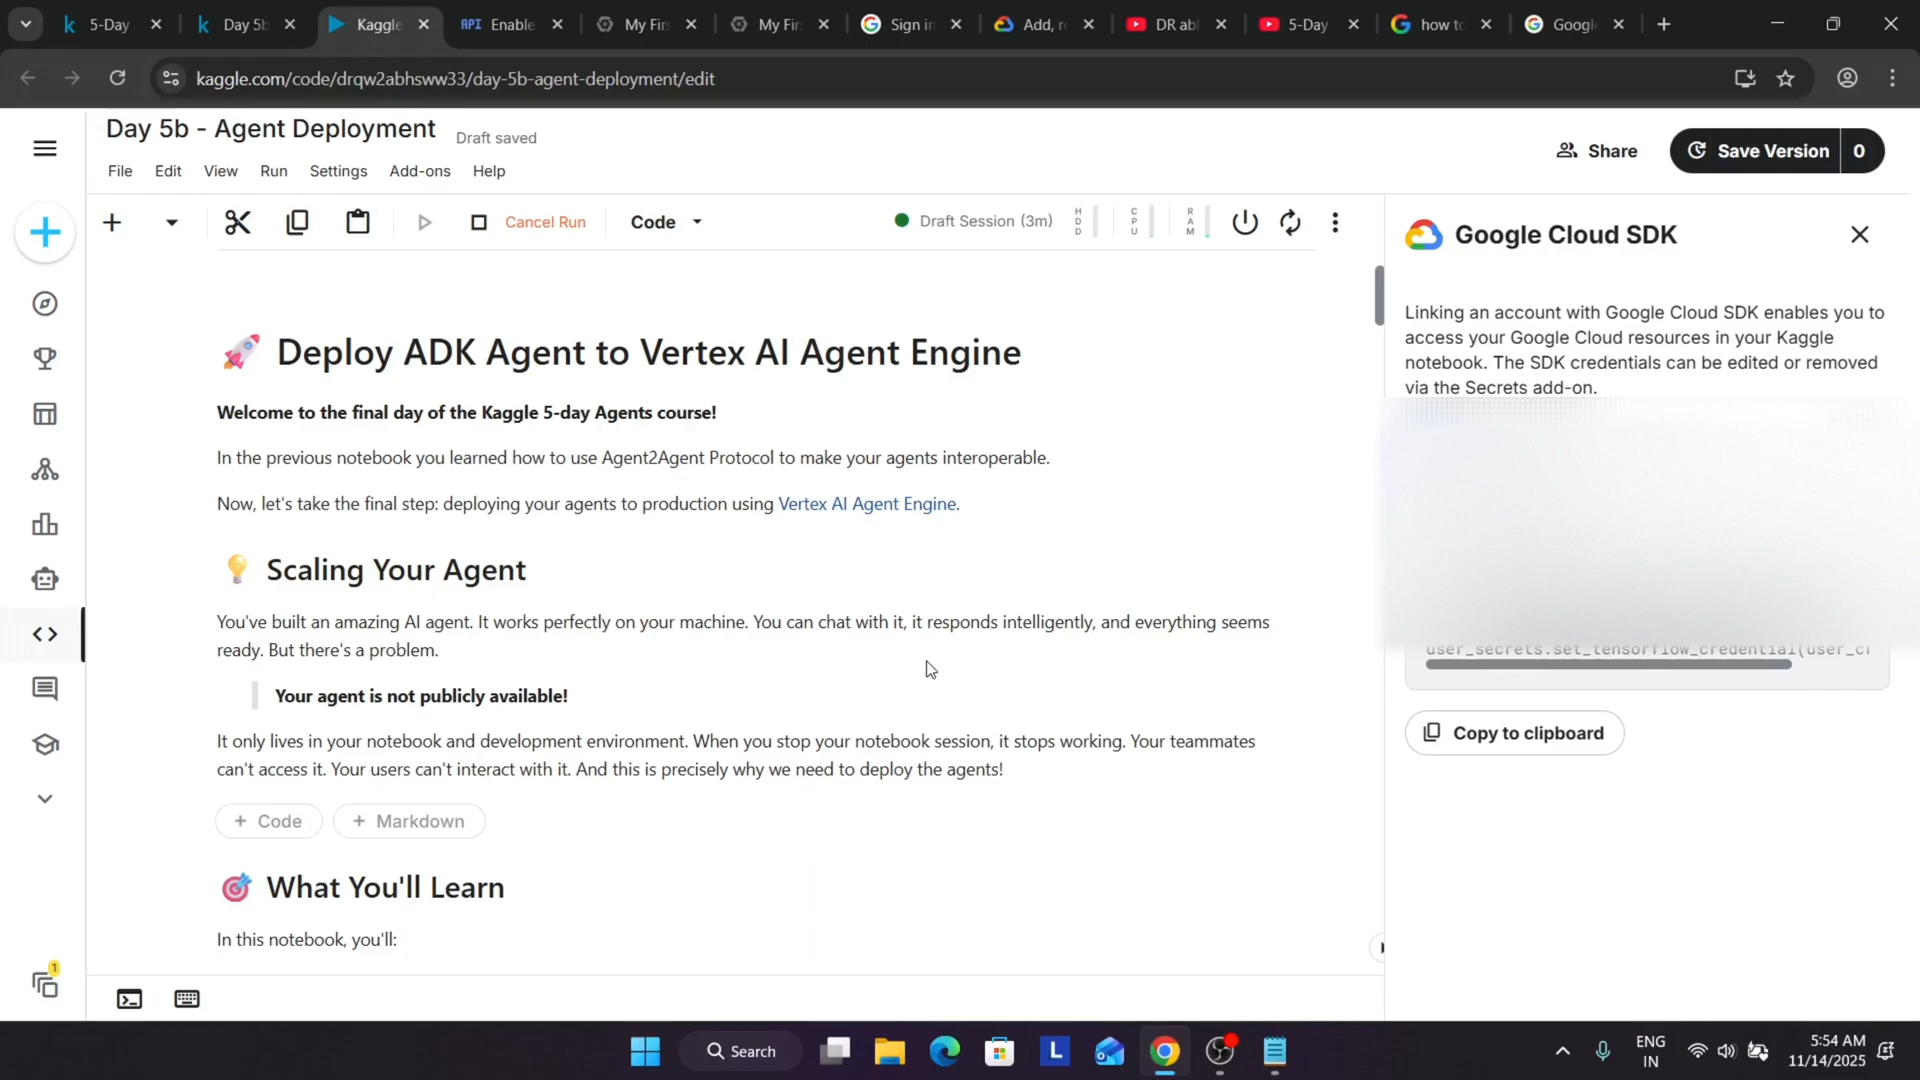 5-Day
Day 5b
Kaggle
API Enable
My Fir
My Fir
Sign in
Add, r
DR abl
5-Day
how to
Googl
kaggle.com/code/drqw2abhsww33/day-5b-agent-deployment/edit
Day 5b - Agent Deployment
Draft saved
Share
Save Version
0
File Edit View Run Settings Add-ons Help
Cancel Run
Code
Draft Session (3m)
HDD
CPU
RAM
Google Cloud SDK
Linking an account with Google Cloud SDK enables you to
access your Google Cloud resources in your Kaggle
notebook. The SDK credentials can be edited or removed
via the Secrets add-on.
user_secrets.set_tensorflow_credential(user_cr
Copy to clipboard
Deploy ADK Agent to Vertex AI Agent Engine
Welcome to the final day of the Kaggle 5-day Agents course!
In the previous notebook you learned how to use Agent2Agent Protocol to make your agents interoperable.
Now, let's take the final step: deploying your agents to production using Vertex AI Agent Engine.
Scaling Your Agent
You've built an amazing AI agent. It works perfectly on your machine. You can chat with it, it responds intelligently, and everything seems
ready. But there's a problem.
Your agent is not publicly available!
It only lives in your notebook and development environment. When you stop your notebook session, it stops working. Your teammates
can't access it. Your users can't interact with it. And this is precisely why we need to deploy the agents!
+ Code
+ Markdown
What You'll Learn
In this notebook, you'll:
1
Search
L
ENG
IN
5:54 AM
11/14/2025